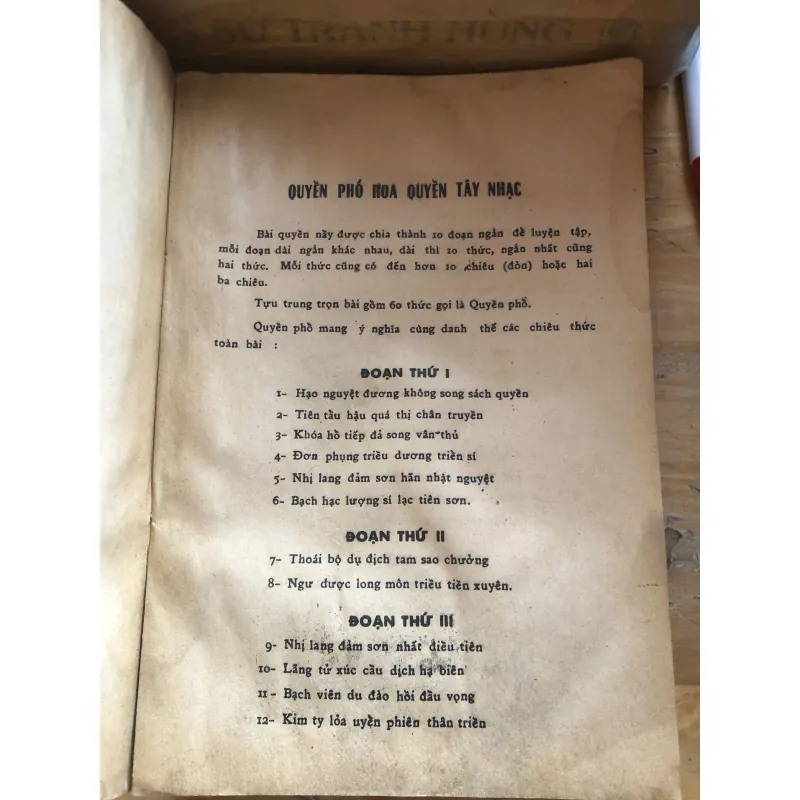 SƯ TRANH HÙNG
QUYỀN PHỔ HOA QUYỀN TÂY NHẠC
Bài quyền nầy được chia thành 10 đoạn ngắn để luyện tập,
mỗi đoạn dài ngắn khác nhau, dài thì 10 thức, ngắn nhất cũng
hai thức. Mỗi thức cũng có đến hơn 10 chiêu (đòn) hoặc hai
ba chiêu.
Tựu trung trọn bài gồm 60 thức gọi là Quyền phổ.
Quyền phổ mang ý nghĩa cùng danh thể các chiêu thức
toàn bài :
ĐOẠN THỨ I
1- Hạo nguyệt đương không song sách quyền
2- Tiên tầu hậu quá thị chân truyền
3- Khóa hổ tiếp đả song vân thủ
4- Đơn phụng triều dương triển sí
5- Nhị lang đảm sơn hãn nhật nguyệt
6- Bạch hạc lượng sí lạc tiên sơn.
ĐOẠN THỨ II
7- Thoái bộ dụ địch tam sao chưởng
8- Ngư dược long môn triều tiền xuyên.
ĐOẠN THỨ III
9- Nhị lang đảm sơn nhất điều tiên
10- Lãng tử xúc cầu dịch hạ biên
11- Bạch viên du đào hồi đầu vọng
12- Kim ty lỏa uyển phiên thân triền